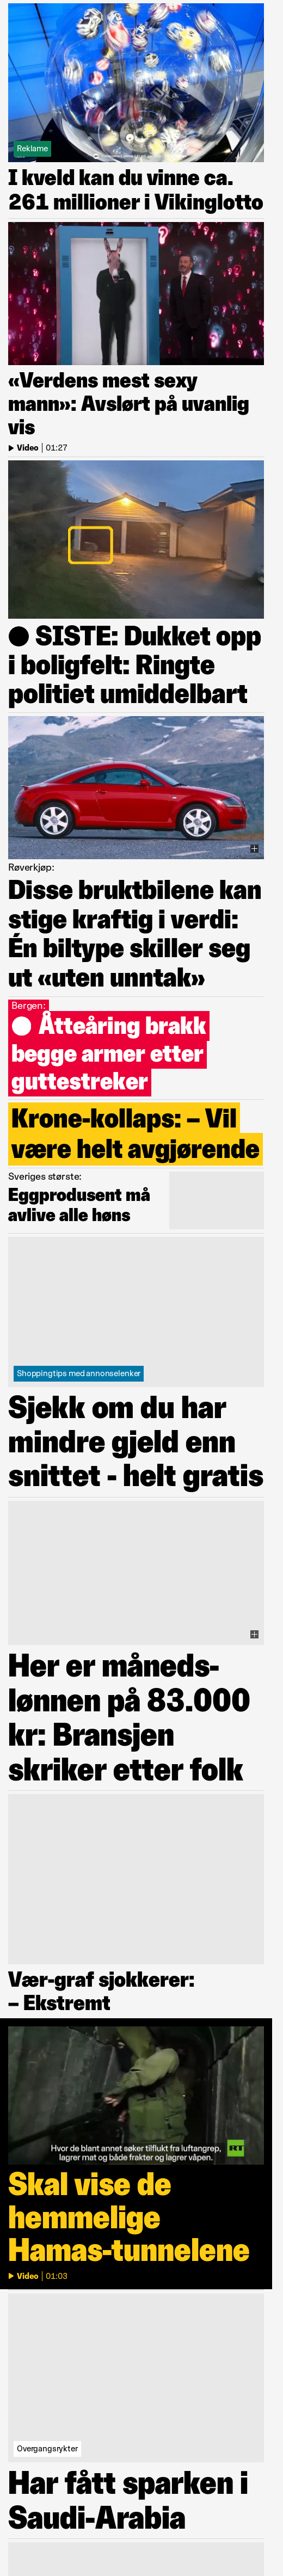 Reklame
I kveld kan du vinne ca.
261 millioner i Vikinglotto
«Verdens mest sexy
mann»: Avslørt på uvanlig
vis
Video | 01:27
SISTE: Dukket opp
i boligfelt: Ringte
politiet umiddelbart
Røverkjøp:
Disse bruktbilene kan
stige kraftig i verdi:
Én biltype skiller seg
ut «uten unntak»
Bergen:
Åtteåring brakk
begge armer etter
guttestreker
Krone-kollaps: – Vil
være helt avgjørende
Sveriges største:
Eggprodusent må
avlive alle høns
Shoppingtips med annonselenker
Sjekk om du har
mindre gjeld enn
snittet - helt gratis
Her er måneds-
lønnen på 83.000
kr: Bransjen
skriker etter folk
Vær-graf sjokkerer:
– Ekstremt
Hvor de blant annet søker tilflukt fra luftangrep,
lagrer mat og både frakter og lagrer våpen.
RT
Skal vise de
hemmelige
Hamas-tunnelene
Video | 01:03
Overgangsrykter
Har fått sparken i
Saudi-Arabia